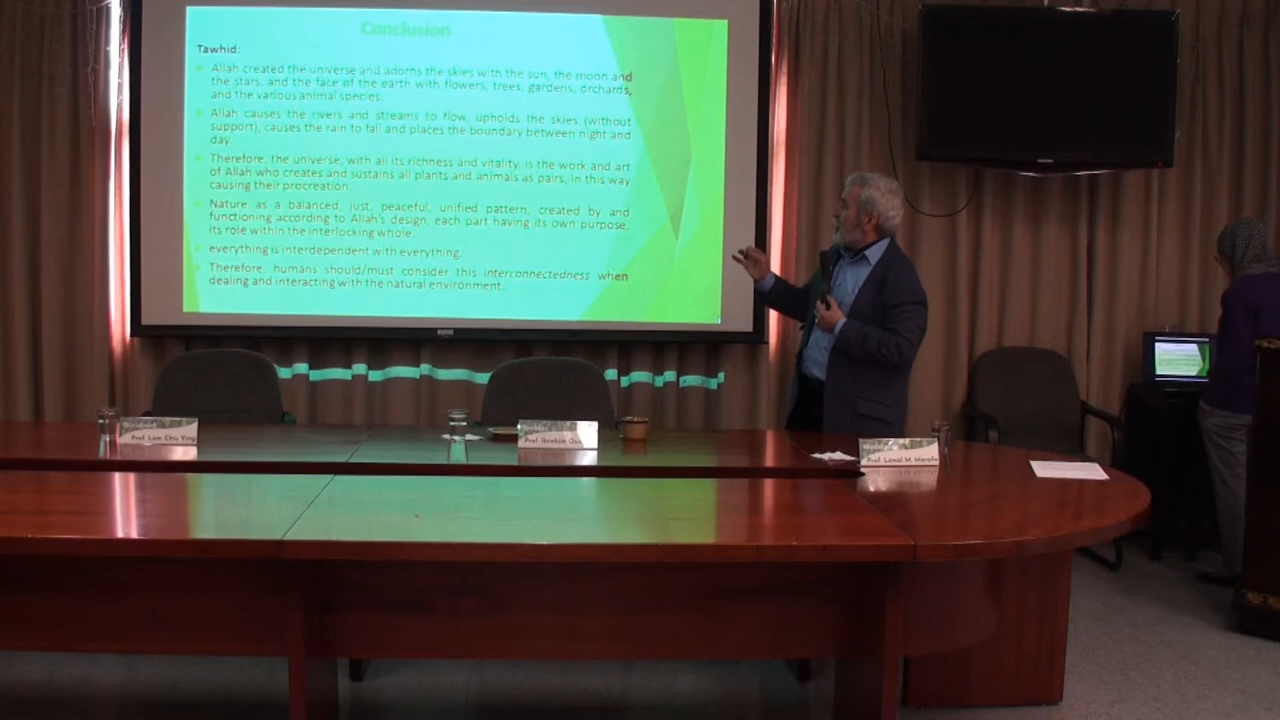 Conclusion
Tawhid:
Allah created the universe and adorns the skies with the sun, the moon and
the stars, and the face of the earth with flowers, trees, gardens, orchards,
and the various animal species.
Allah causes the rivers and streams to flow, upholds the skies (without
support), causes the rain to fall and places the boundary between night and
day.
Therefore, the universe, with all its richness and vitality, is the work and art
of Allah who creates and sustains all plants and animals as pairs, in this way
causing their procreation.
Nature as a balanced, just, peaceful, unified pattern, created by and
functioning according to Allah's design, each part having its own purpose,
its role within the interlocking whole.
everything is interdependent with everything.
Therefore, humans should/must consider this interconnectedness when
dealing and interacting with the natural environment.
Prof. Lam Chiu Ying
Prof. Ibrahim
Prof. Lawal M.